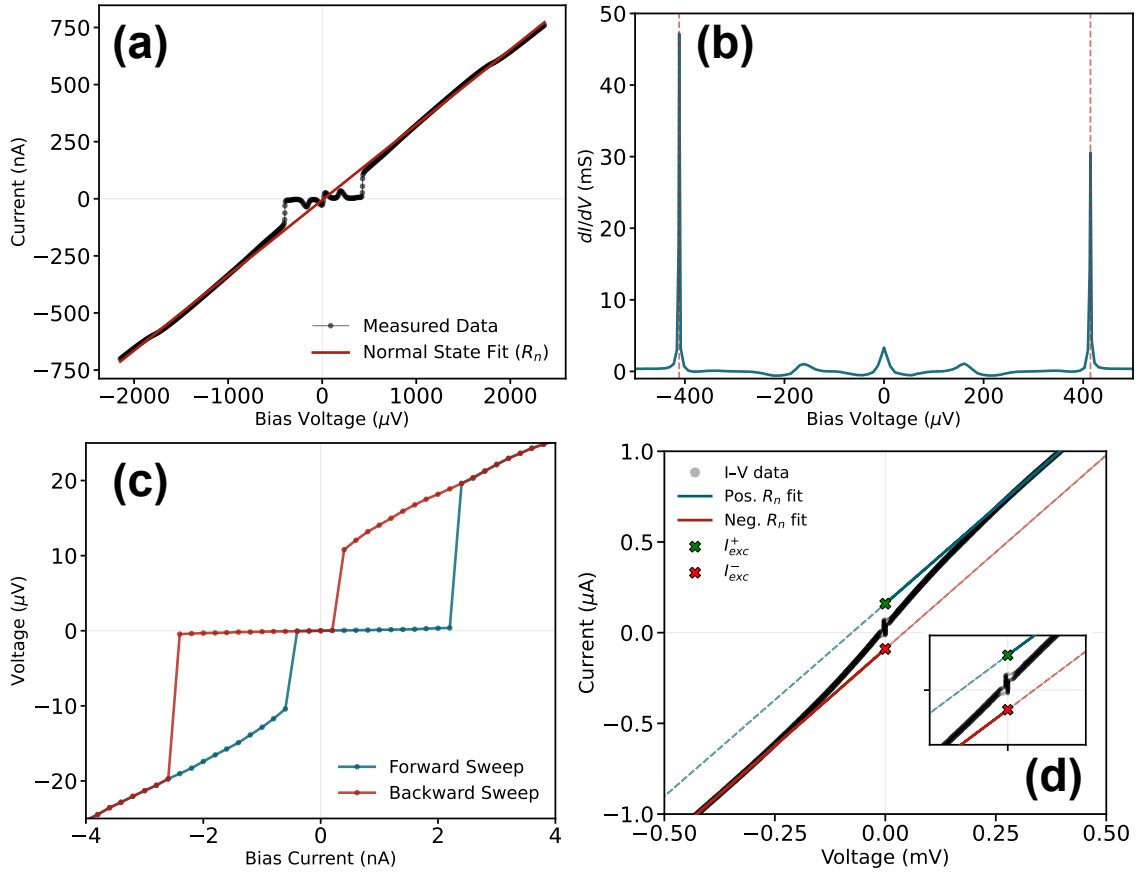 (a)
750
500
250
0
−250
−500
−750
Current (nA)
Measured Data
Normal State Fit (Rₙ)
−2000 −1000 0 1000 2000
Bias Voltage (μV)
(b)
50
40
30
20
10
0
dI/dV (mS)
−400 −200 0 200 400
Bias Voltage (μV)
(c)
20
10
0
−10
−20
Voltage (μV)
Forward Sweep
Backward Sweep
−4 −2 0 2 4
Bias Current (nA)
1.0
0.5
0.0
−0.5
−1.0
Current (μA)
I–V data
Pos. Rₙ fit
Neg. Rₙ fit
I⁺exc
I⁻exc
(d)
−0.50 −0.25 0.00 0.25 0.50
Voltage (mV)